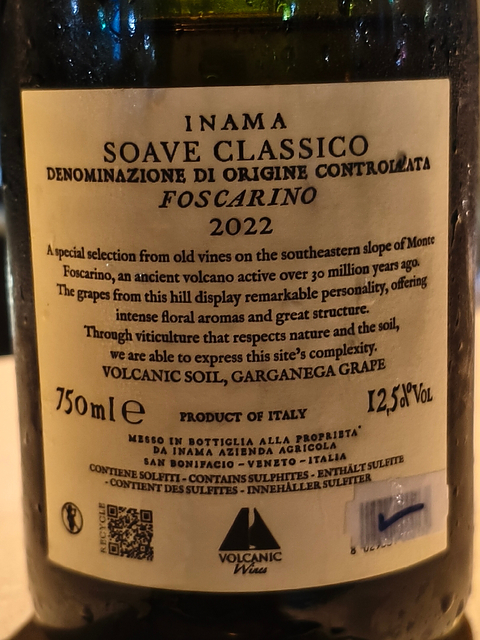 INAMA
SOAVE CLASSICO
DENOMINAZIONE DI ORIGINE CONTROLLATA
FOSCARINO
2022
A special selection from old vines on the southeastern slope of Monte
Foscarino, an ancient volcano active over 30 million years ago.
The grapes from this hill display remarkable personality, offering
intense floral aromas and great structure.
Through viticulture that respects nature and the soil,
we are able to express this site's complexity.
VOLCANIC SOIL, GARGANEGA GRAPE
750ml e
PRODUCT OF ITALY
12,5% Vol
MESSO IN BOTTIGLIA ALLA PROPRIETA'
DA INAMA AZIENDA AGRICOLA
SAN BONIFACIO - VENETO - ITALIA
CONTIENE SOLFITI - CONTAINS SULPHITES - ENTHÄLT SULFITE
- CONTIENT DES SULFITES - INNEHÅLLER SULFITER
RECYCLE
VOLCANIC
Wines